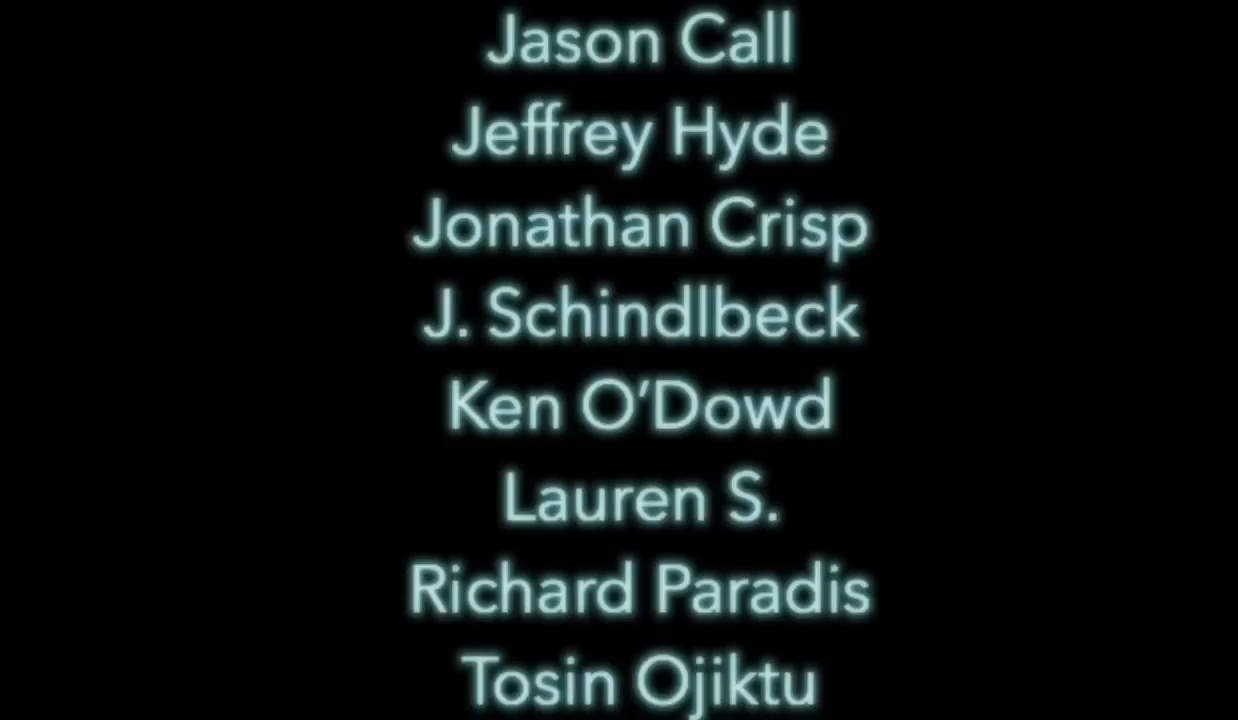 Jason Call
Jeffrey Hyde
Jonathan Crisp
J. Schindlbeck
Ken O’Dowd
Lauren S.
Richard Paradis
Tosin Ojiktu